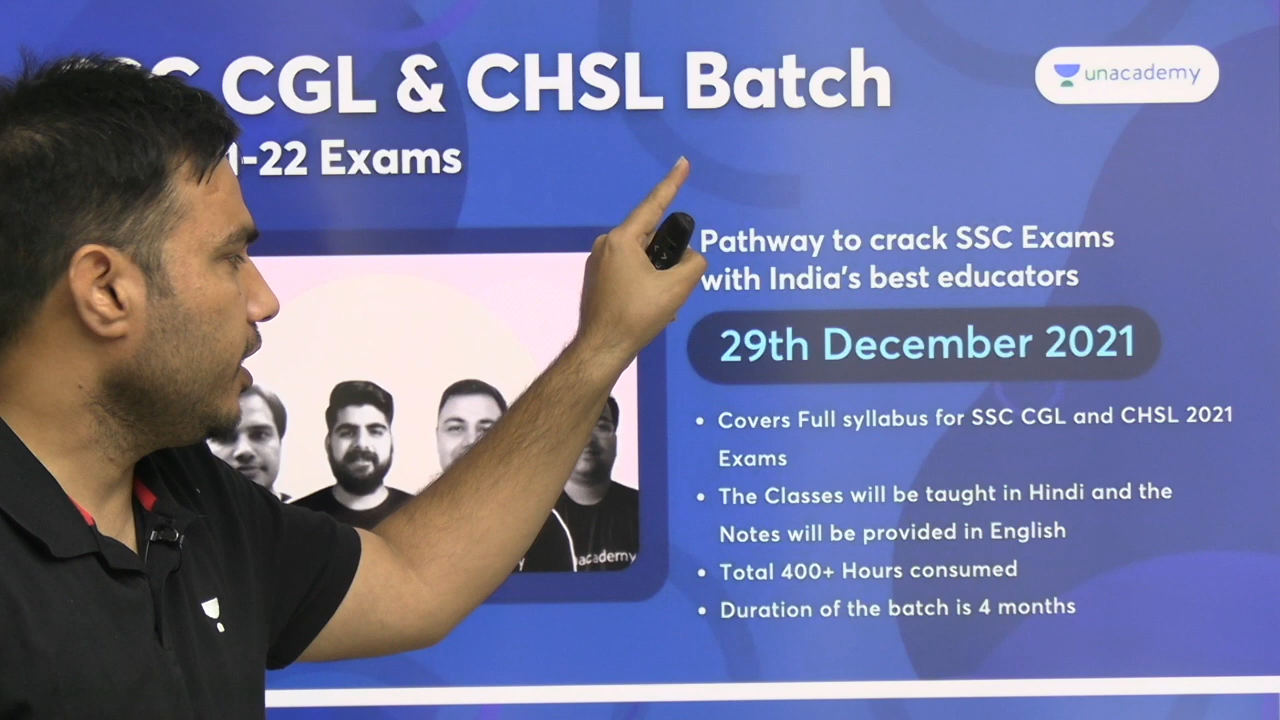 CGL & CHSL Batch
unacademy
-22 Exams
Pathway to crack SSC Exams
with India's best educators
29th December 2021
• Covers Full syllabus for SSC CGL and CHSL 2021
Exams
• The Classes will be taught in Hindi and the
Notes will be provided in English
• Total 400+ Hours consumed
• Duration of the batch is 4 months
academy